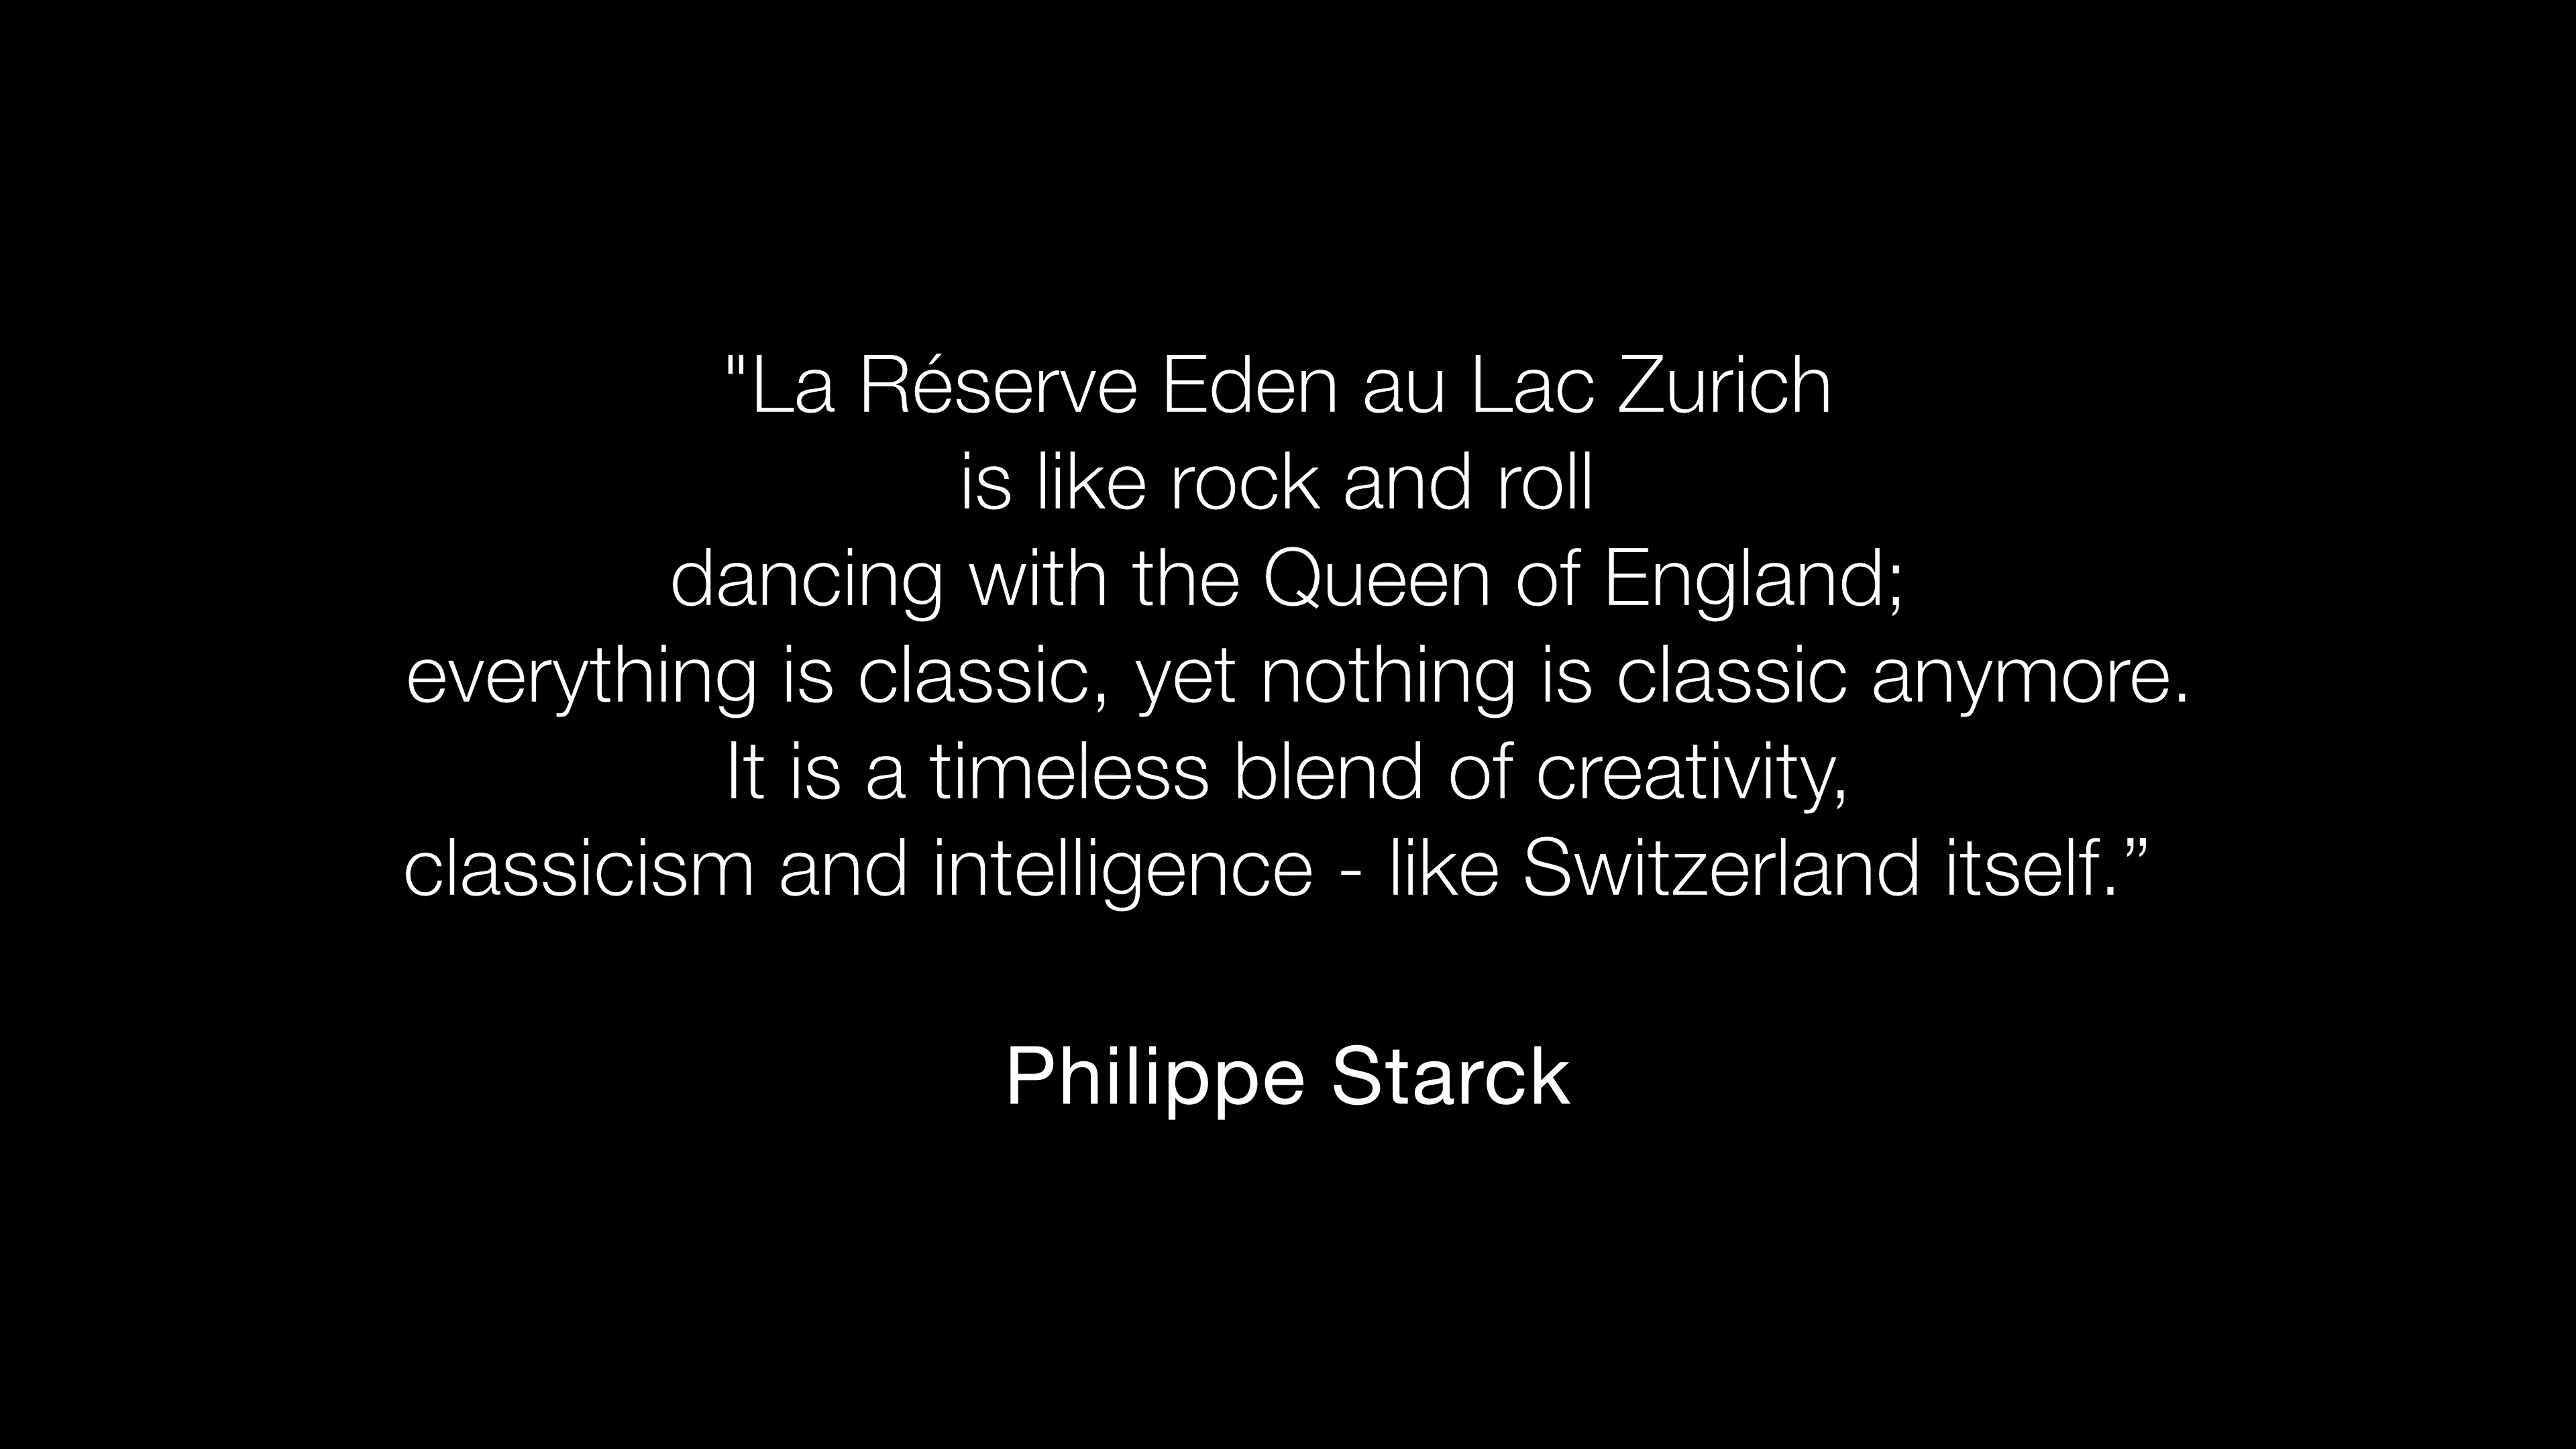 "La Réserve Eden au Lac Zurich
is like rock and roll
dancing with the Queen of England;
everything is classic, yet nothing is classic anymore.
It is a timeless blend of creativity,
classicism and intelligence - like Switzerland itself.”
Philippe Starck